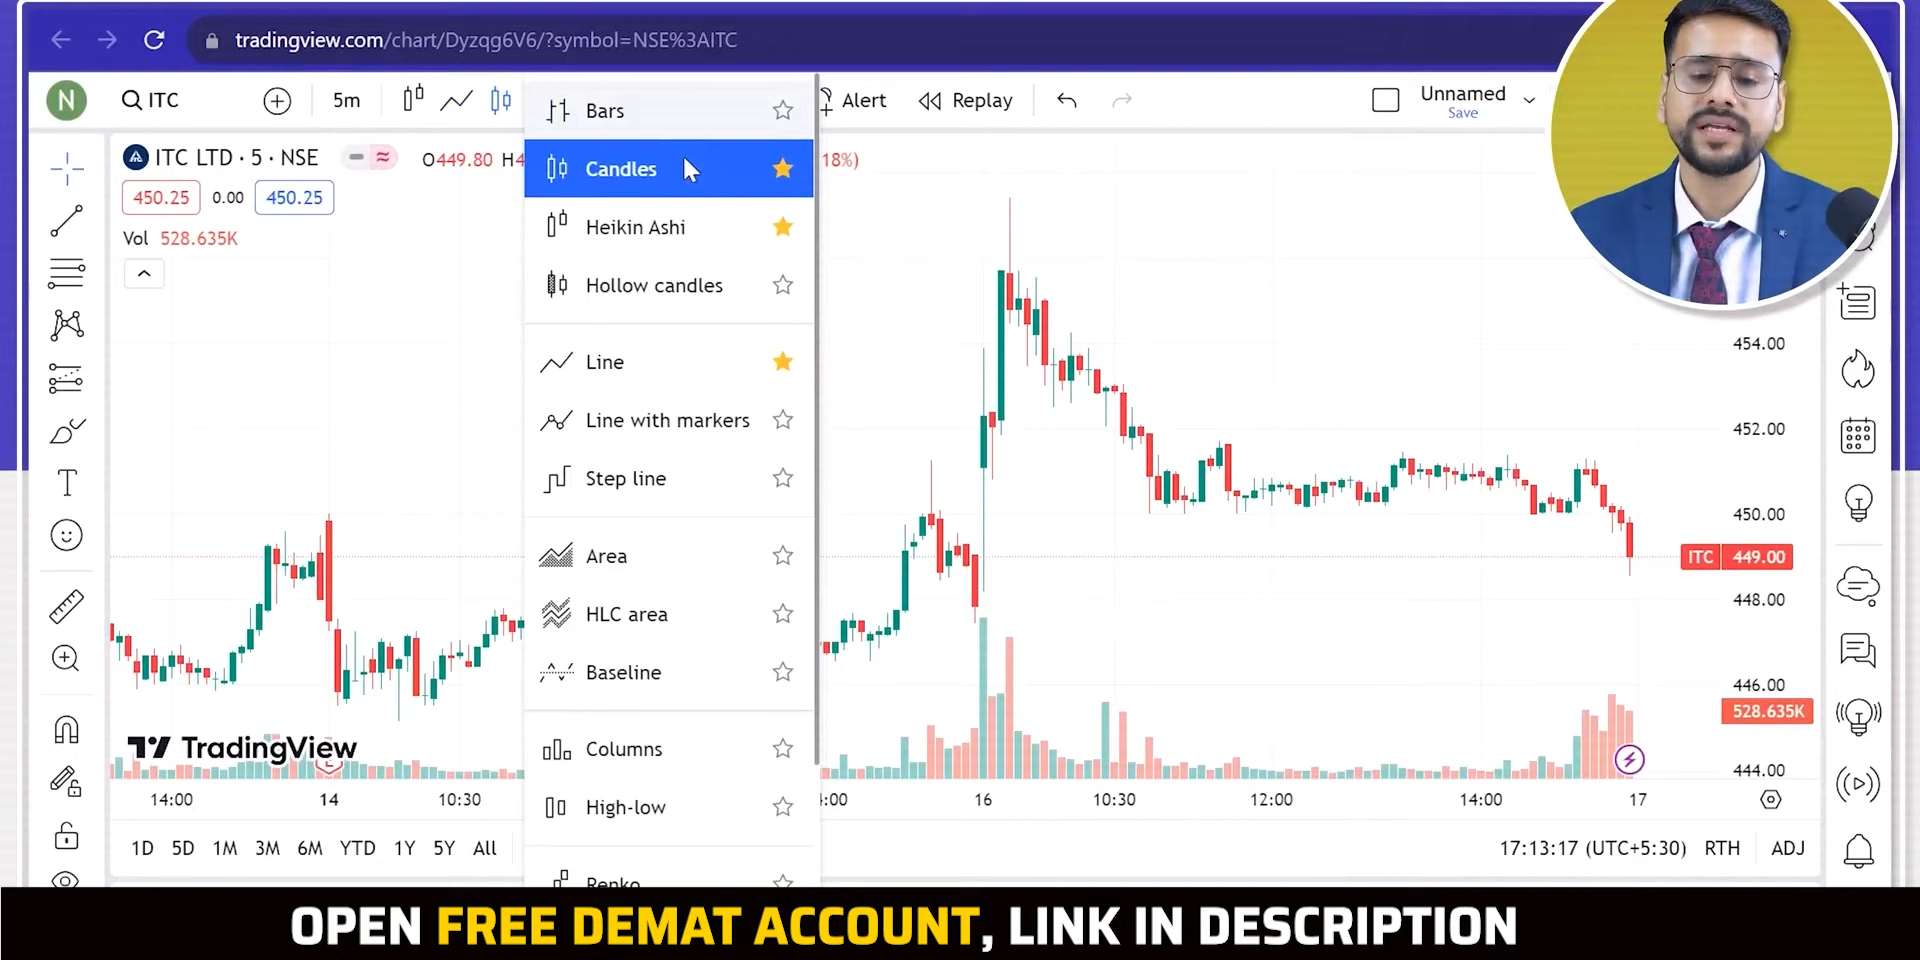 tradingview.com/chart/Dyzqg6V6/?symbol=NSE%3AITC
N ITC 5m Alert Replay Unnamed
Save
ITC LTD · 5 · NSE O449.80 H4 18%)
450.25 0.00 450.25
Vol 528.635K
Bars
Candles
Heikin Ashi
Hollow candles
Line
Line with markers
Step line
Area
HLC area
Baseline
Columns
High-low
Renko
454.00
452.00
450.00
ITC 449.00
448.00
446.00
528.635K
444.00
TradingView
14:00 14 10:30 :00 16 10:30 12:00 14:00 17
1D 5D 1M 3M 6M YTD 1Y 5Y All 17:13:17 (UTC+5:30) RTH ADJ
OPEN FREE DEMAT ACCOUNT, LINK IN DESCRIPTION